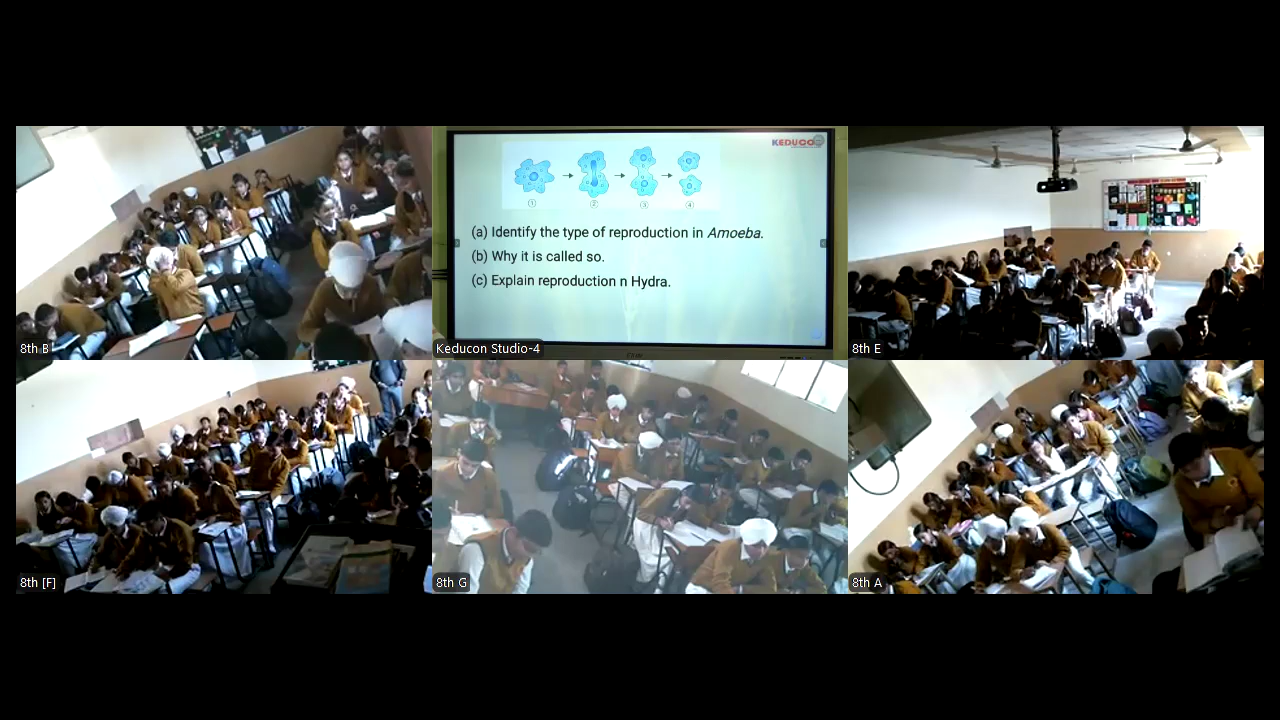 KEDUCO
① ② ③ ④
(a) Identify the type of reproduction in Amoeba.
(b) Why it is called so.
(c) Explain reproduction n Hydra.
8th B
Keducon Studio-4
8th E
8th [F]
8th G
8th A